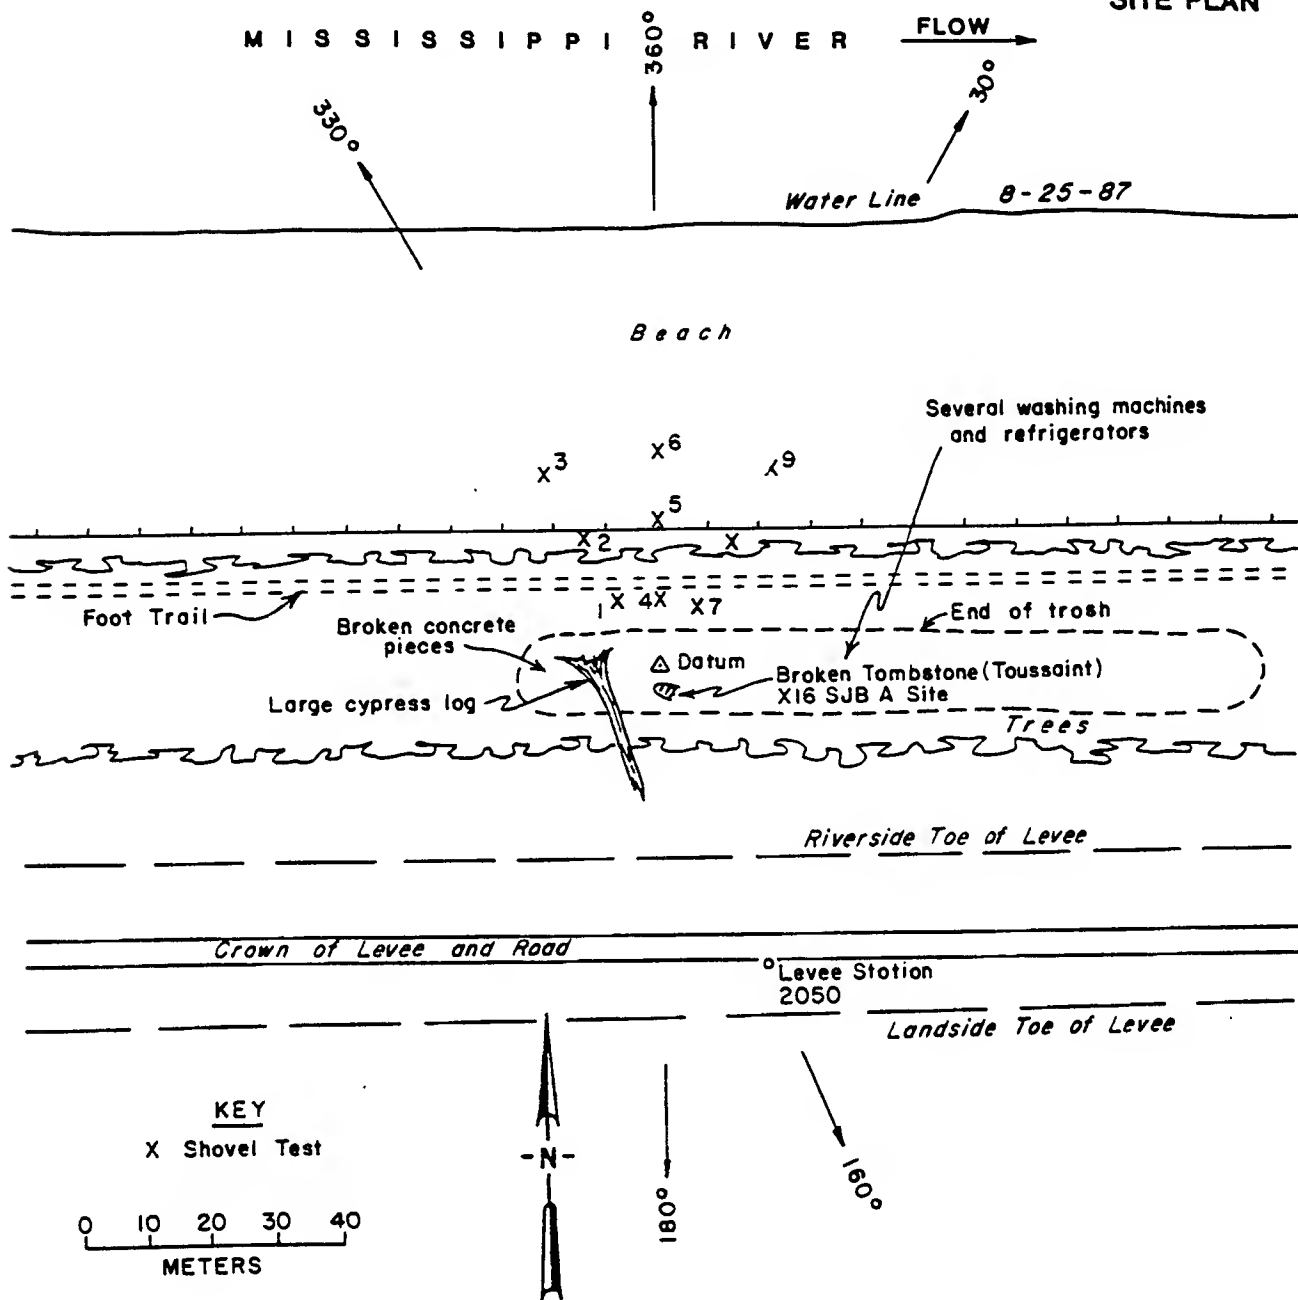 SITE PLAN
MISSISSIPPI RIVER
FLOW
360°
30°
330°
Water Line 8-25-87
Beach
Several washing machines
and refrigerators
X3
X6
X9
X5
X2
X
Foot Trail
1X
4X
X7
End of trash
Broken concrete
pieces
Datum
Broken Tombstone (Toussaint)
X16 SJB A Site
Large cypress log
Trees
Riverside Toe of Levee
Crown of Levee and Road
Levee Station
2050
Landside Toe of Levee
KEY
X Shovel Test
-N-
180°
160°
0 10 20 30 40
METERS